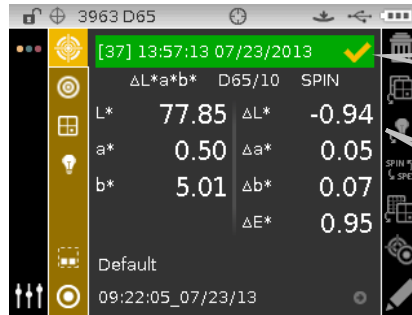 3963 D65
[37] 13:57:13 07/23/2013
ΔL*a*b* D65/10 SPIN
L* 77.85 ΔL* -0.94
a* 0.50 Δa* 0.05
b* 5.01 Δb* 0.07
ΔE* 0.95
SPIN
SPE
Default
09:22:05_07/23/13